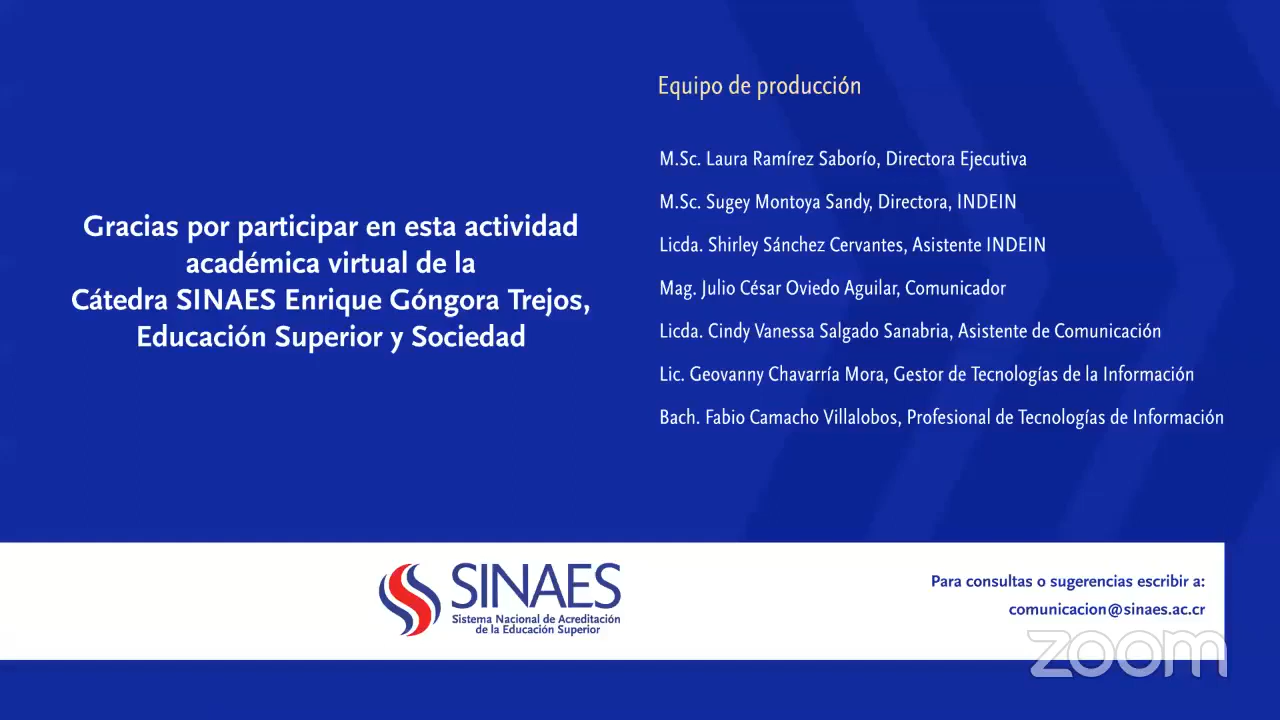 Gracias por participar en esta actividad
académica virtual de la
Cátedra SINAES Enrique Góngora Trejos,
Educación Superior y Sociedad
Equipo de producción
M.Sc. Laura Ramírez Saborío, Directora Ejecutiva
M.Sc. Sugey Montoya Sandy, Directora, INDEIN
Licda. Shirley Sánchez Cervantes, Asistente INDEIN
Mag. Julio César Oviedo Aguilar, Comunicador
Licda. Cindy Vanessa Salgado Sanabria, Asistente de Comunicación
Lic. Geovanny Chavarría Mora, Gestor de Tecnologías de la Información
Bach. Fabio Camacho Villalobos, Profesional de Tecnologías de Información
SINAES
Sistema Nacional de Acreditación
de la Educación Superior
Para consultas o sugerencias escribir a:
comunicacion@sinaes.ac.cr
zoom